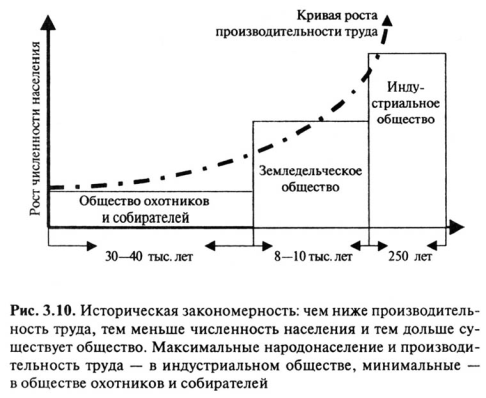 Кривая роста
производительности труда
Рост численности населения
Инду-
стриальное
общество
Земледельческое
общество
Общество охотников
и собирателей
30—40 тыс. лет
8—10 тыс. лет
250 лет
Рис. 3.10. Историческая закономерность: чем ниже производитель-
ность труда, тем меньше численность населения и тем дольше су-
ществует общество. Максимальные народонаселение и производи-
тельность труда — в индустриальном обществе, минимальные —
в обществе охотников и собирателей